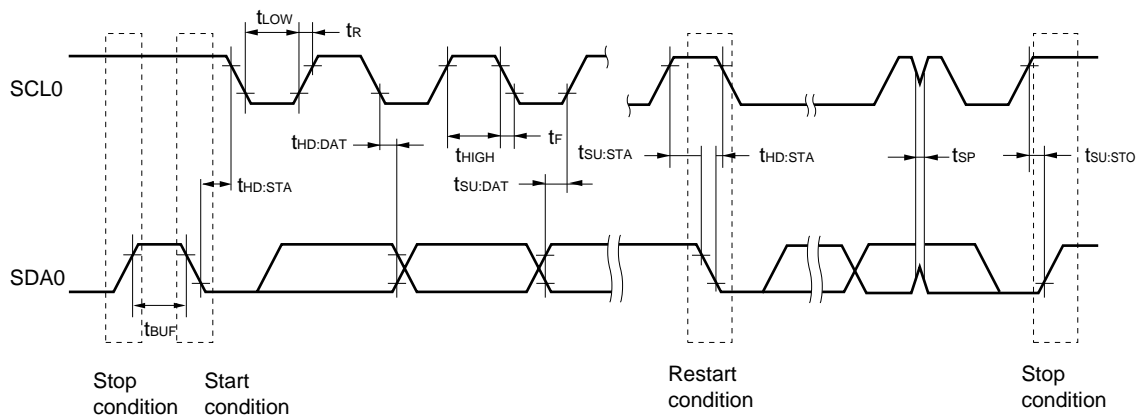 tLOW
tR
SCL0
tHD:DAT
tHIGH
tF
tSU:STA
tHD:STA
tSP
tSU:STO
tHD:STA
tSU:DAT
SDA0
tBUF
Stop
condition
Start
condition
Restart
condition
Stop
condition